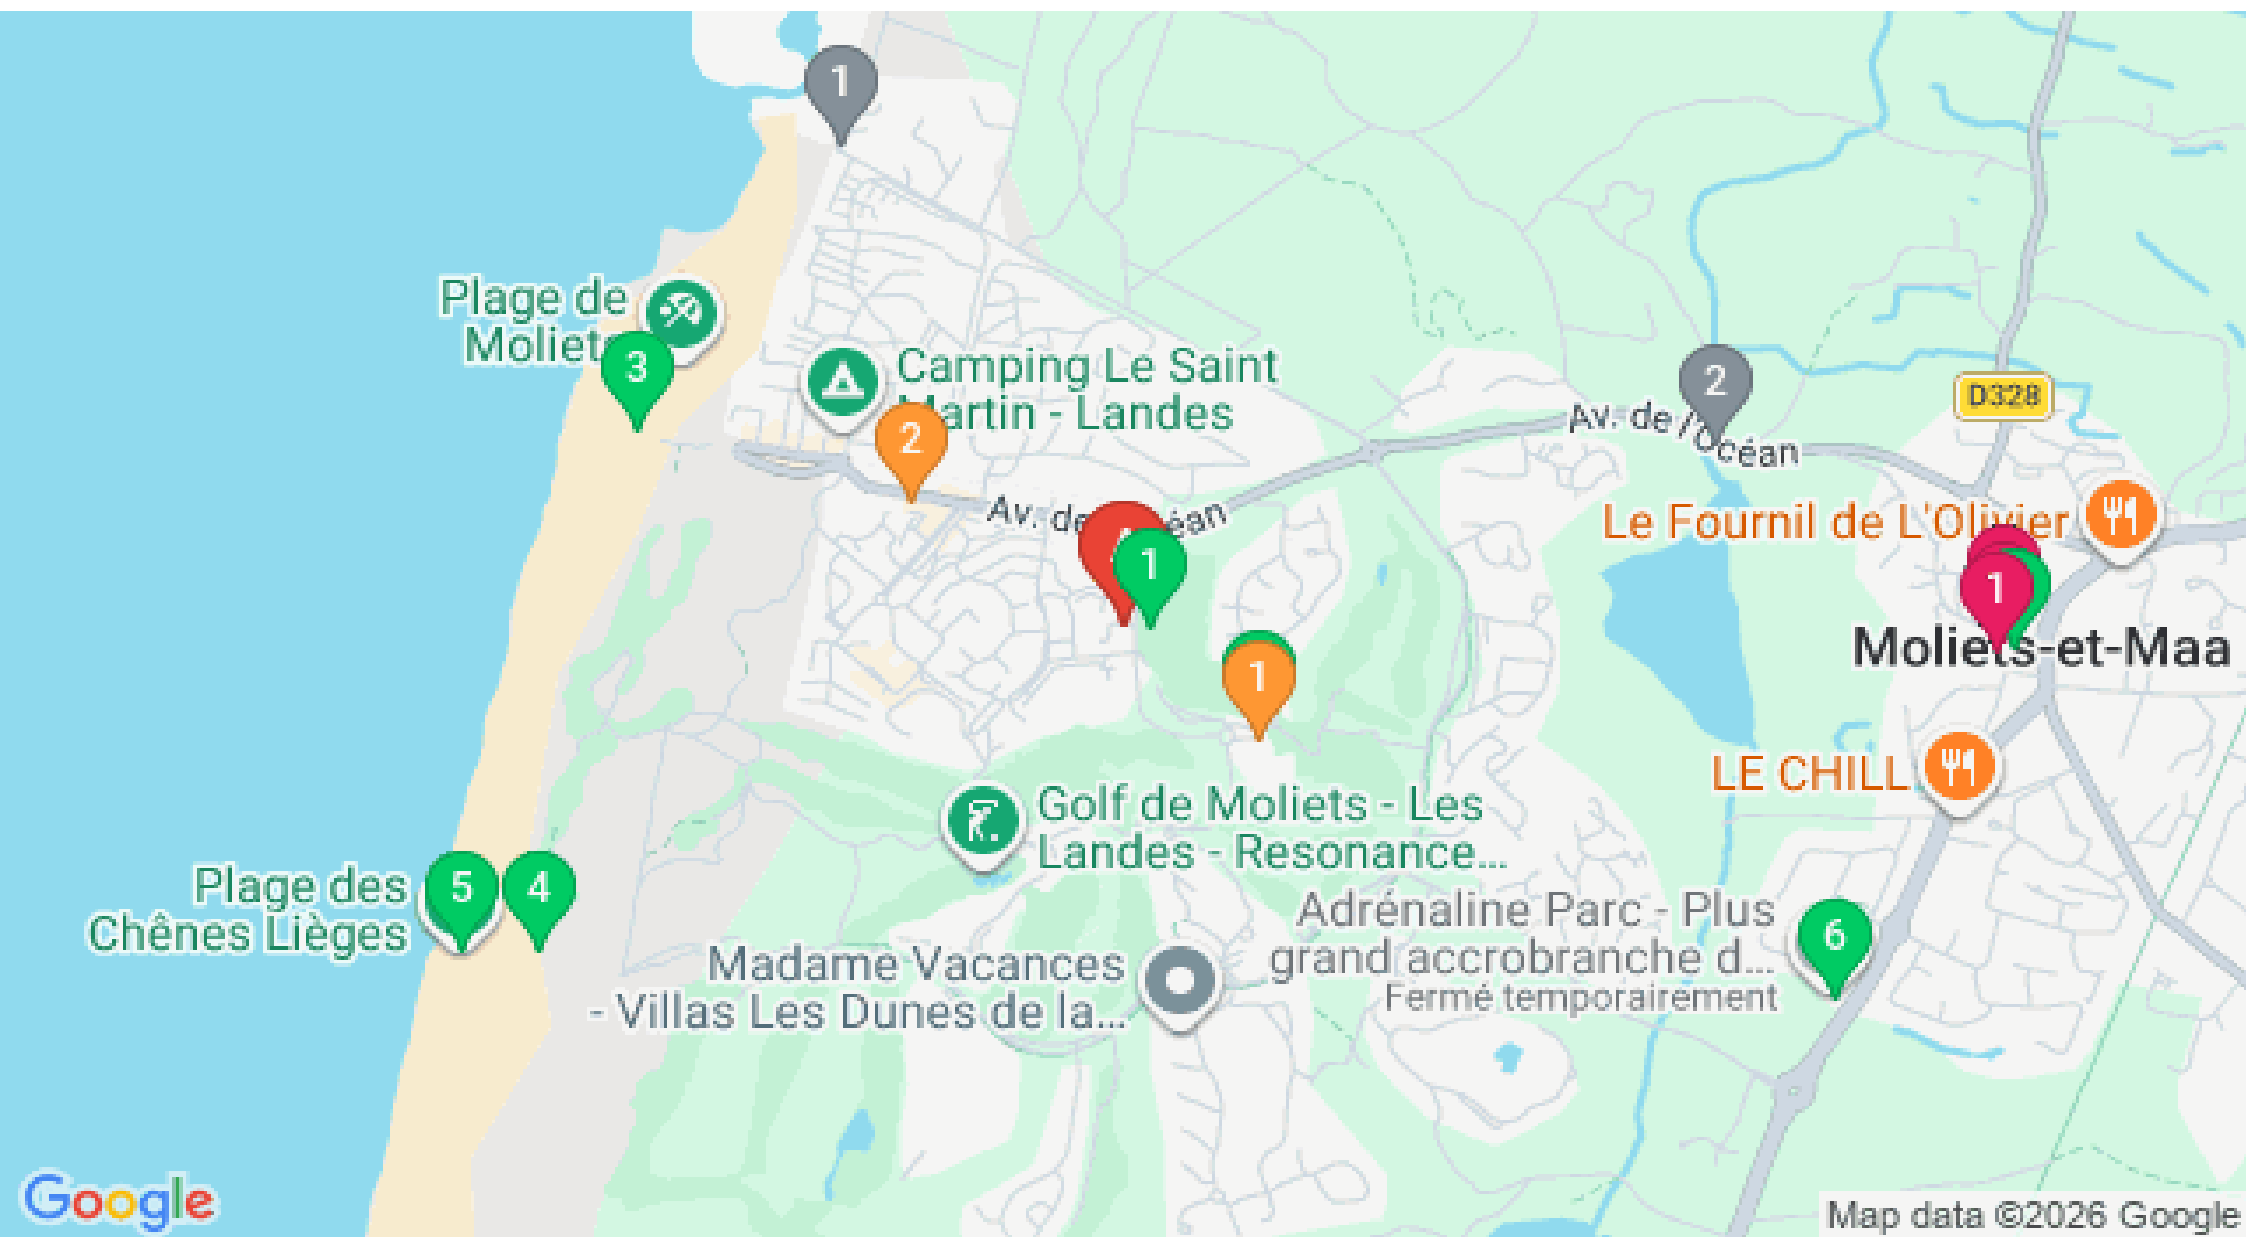 1
Plage de
Moliets
3
Camping Le Saint
Martin - Landes
2
2
D328
Av. de l'Océan
Av. de
éan
1
Le Fournil de L'Olivier
1
Moliets-et-Maa
1
LE CHILL
Golf de Moliets - Les
Landes - Resonance...
Plage des
Chênes Lièges
5
4
Adrénaline Parc - Plus
grand accrobranche d...
Fermé temporairement
6
Madame Vacances
- Villas Les Dunes de la...
Google
Map data ©2026 Google